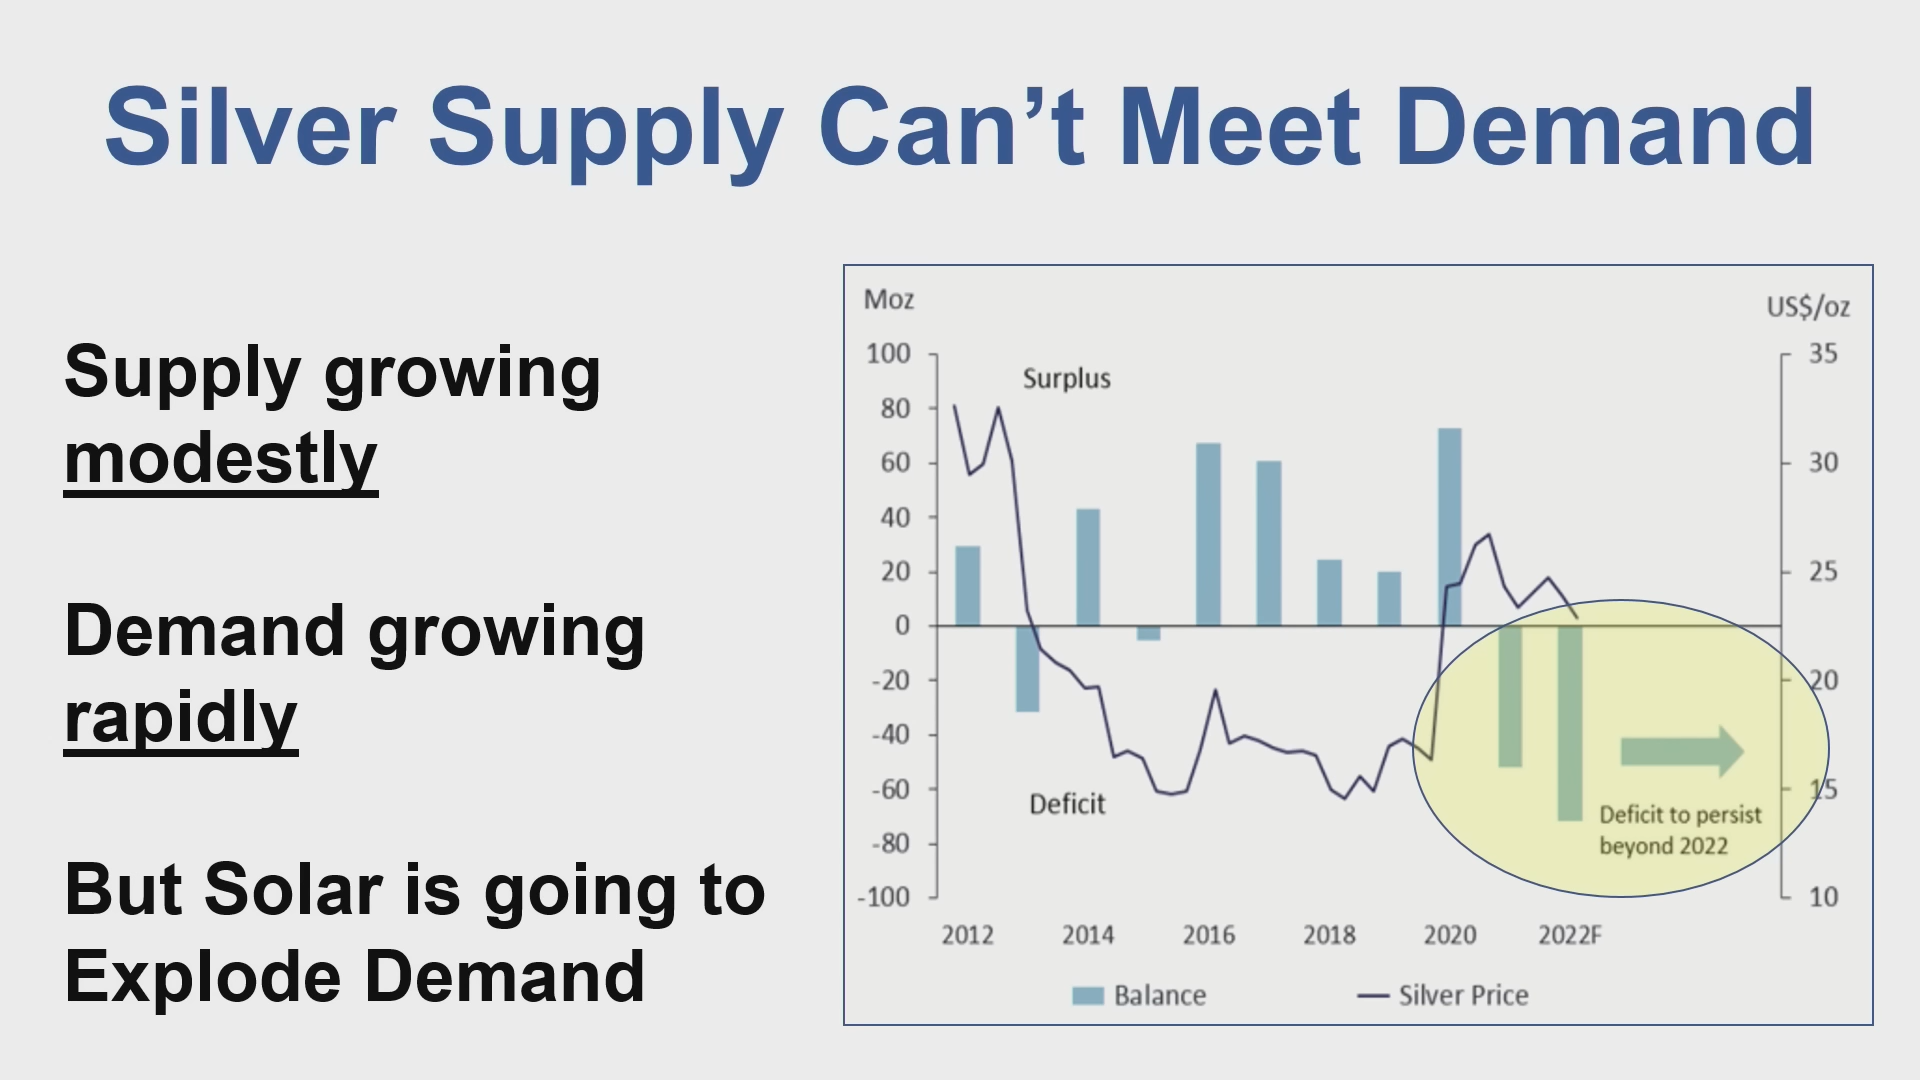 Silver Supply Can’t Meet Demand
Supply growing
modestly
Demand growing
rapidly
But Solar is going to
Explode Demand
Moz
US$/oz
100
80
60
40
20
0
-20
-40
-60
-80
-100
Surplus
Deficit
35
30
25
20
15
10
Deficit to persist
beyond 2022
2012 2014 2016 2018 2020 2022F
Balance Silver Price